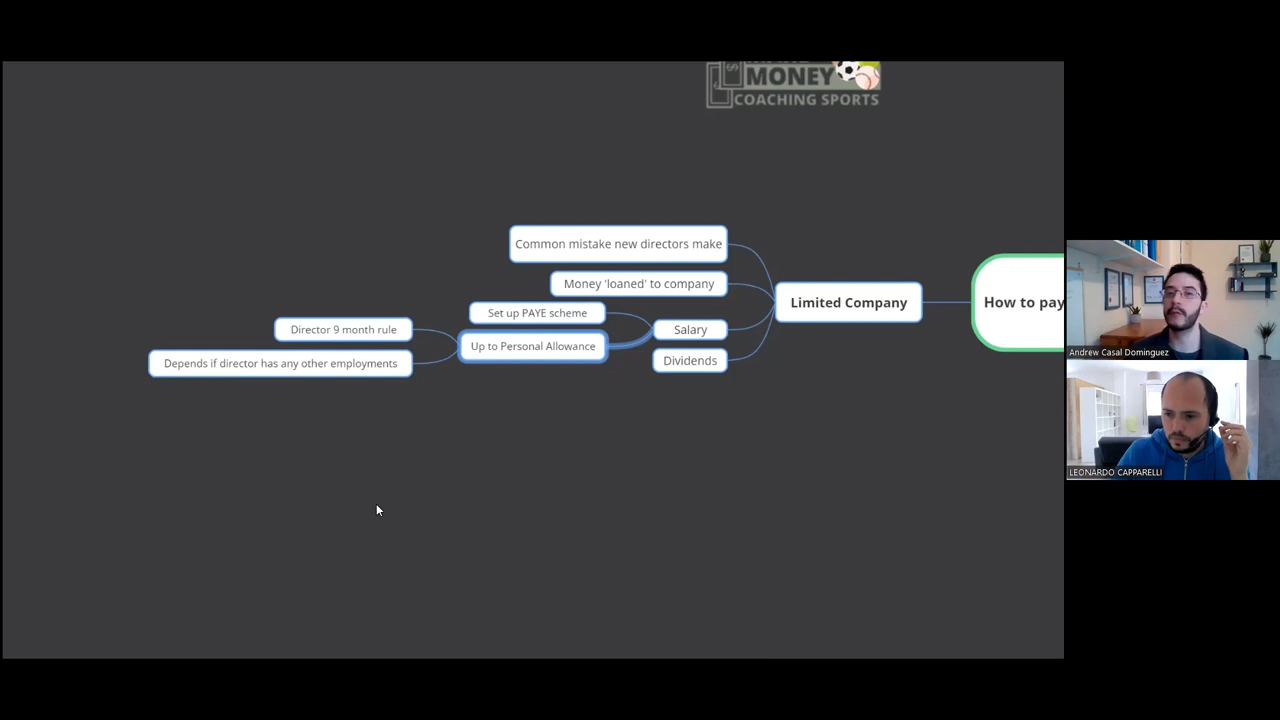 MONEY
COACHING SPORTS
Common mistake new directors make
Money 'loaned' to company
Set up PAYE scheme
Director 9 month rule
Salary
Up to Personal Allowance
Depends if director has any other employments
Dividends
Limited Company
How to pay
Andrew Casal Dominguez
LEONARDO CAPPARELLI